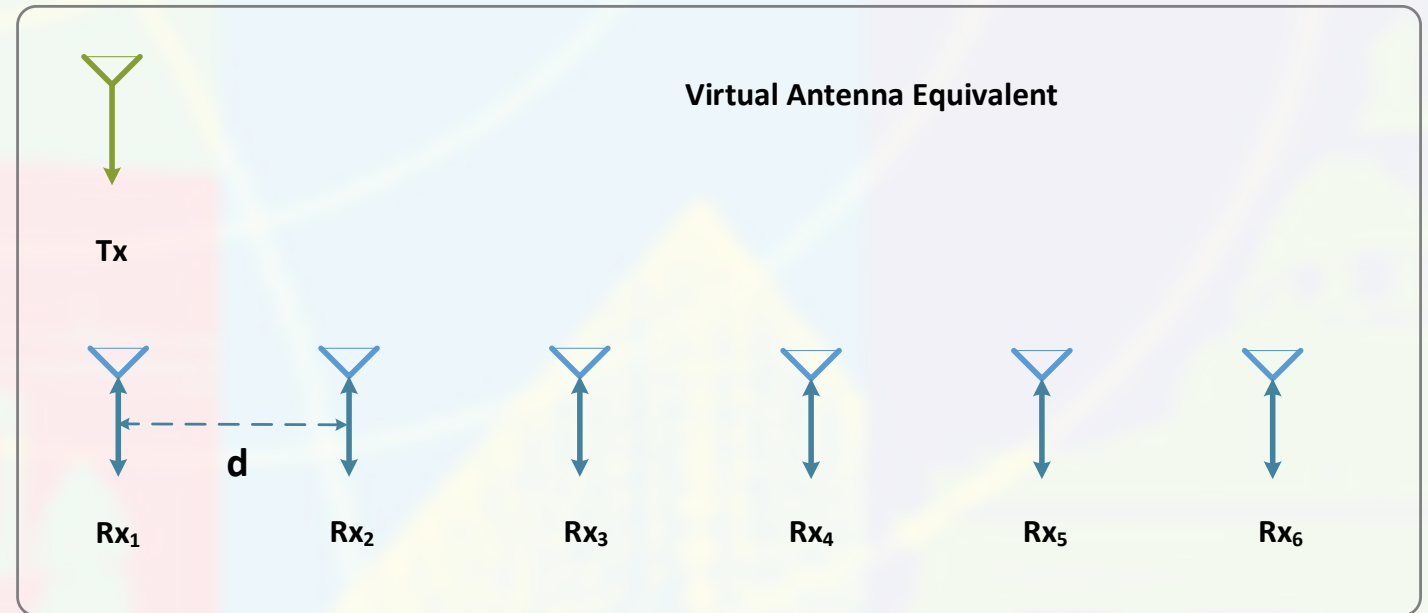 Virtual Antenna Equivalent
Tx
d
Rx₁ Rx₂ Rx₃ Rx₄ Rx₅ Rx₆